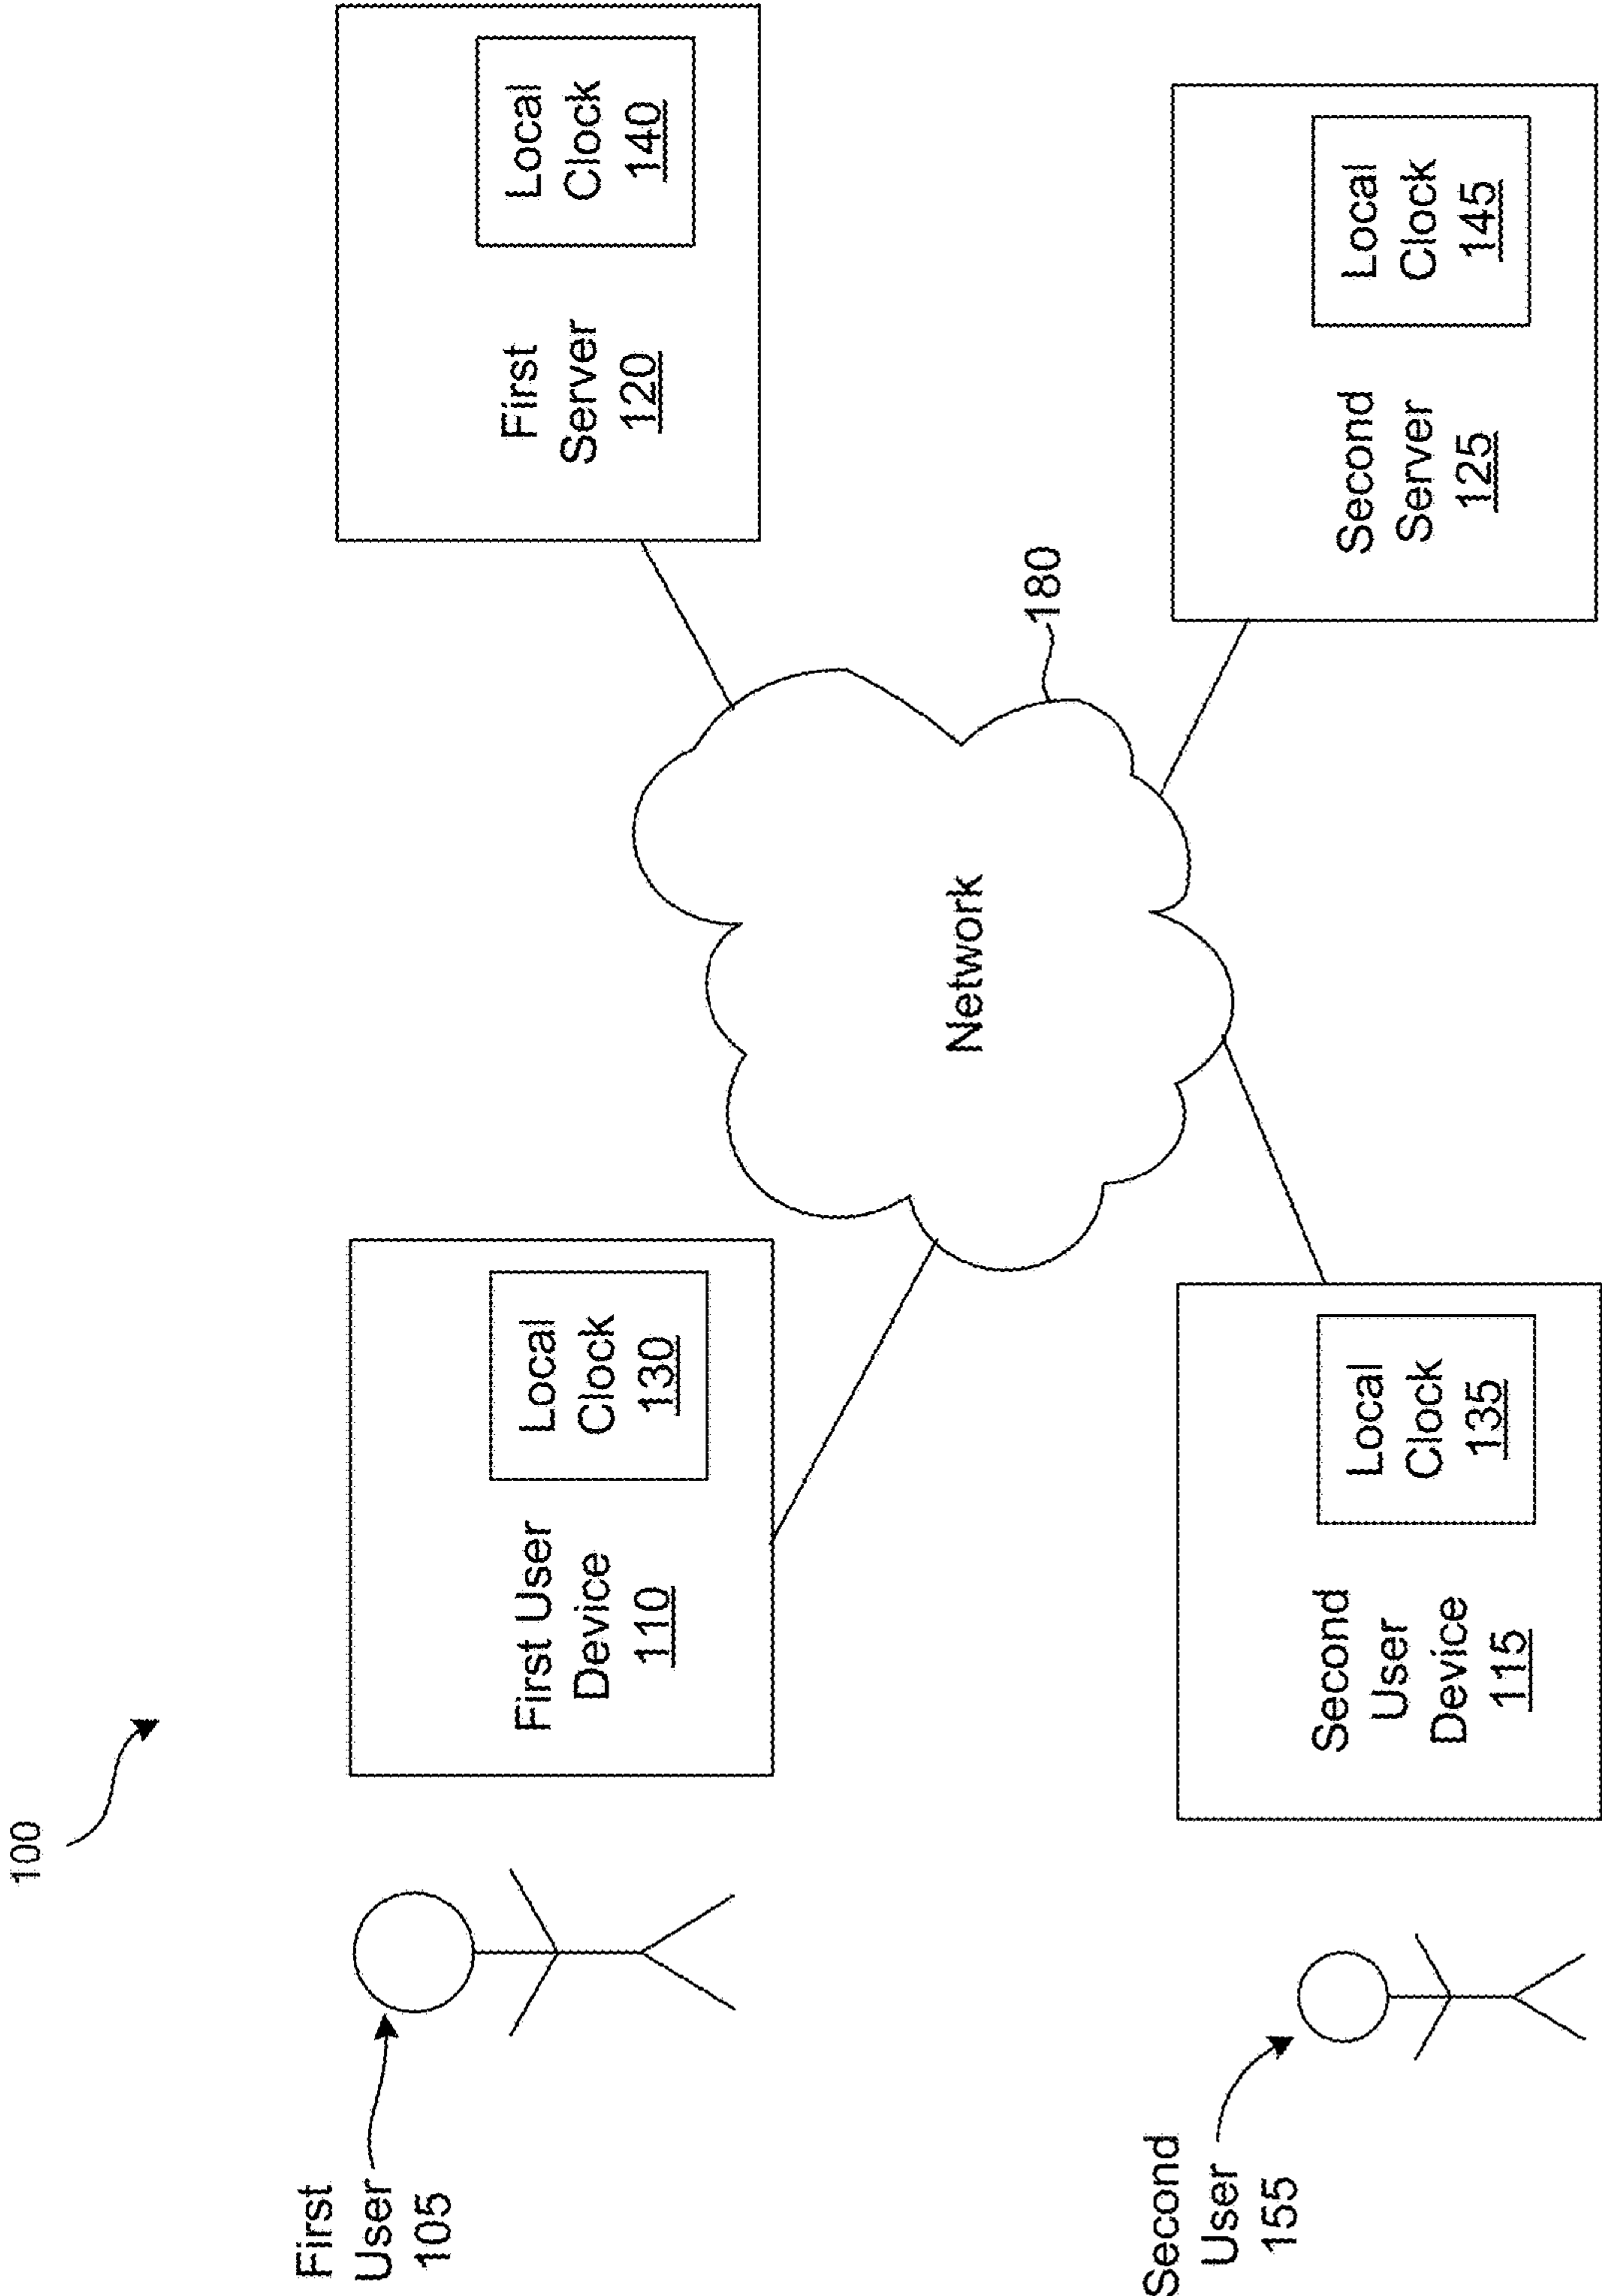 100
First
User
105
First User
Device
110
Local
Clock
130
First
Server
120
Local
Clock
140
Network
180
Second
User
155
Second
User
Device
115
Local
Clock
135
Second
Server
125
Local
Clock
145